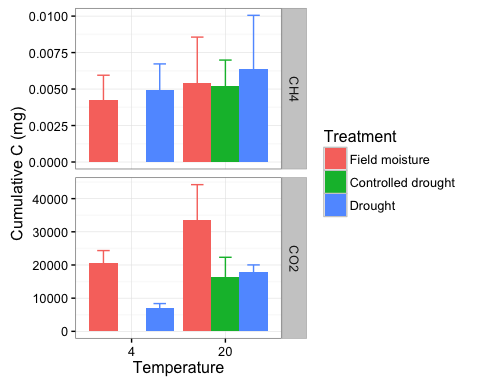 Cumulative C (mg)
0.0100
0.0075
0.0050
0.0025
0.0000
CH4
40000
30000
20000
10000
0
CO2
4
20
Temperature
Treatment
Field moisture
Controlled drought
Drought